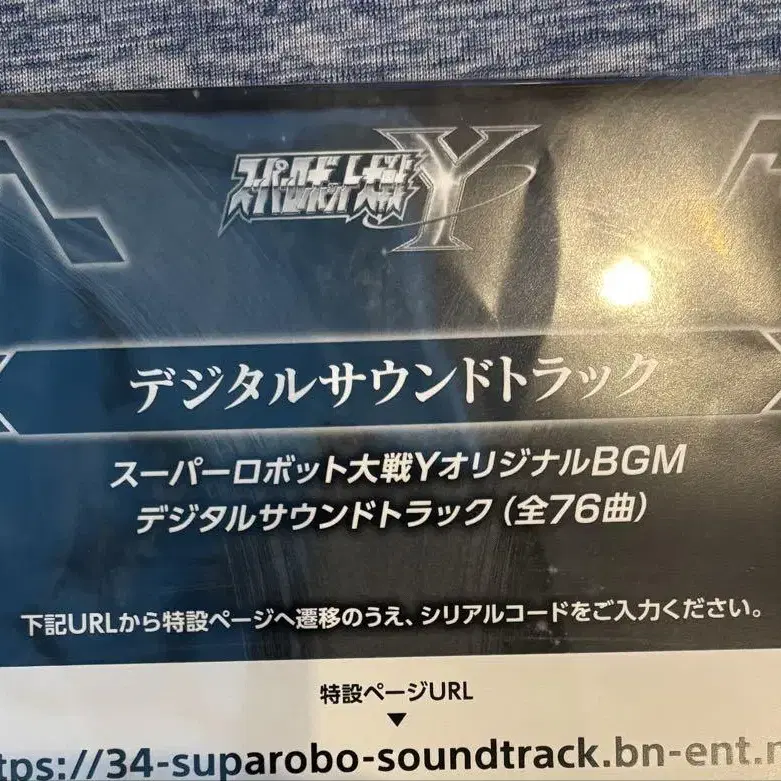 スーパーロボット大戦Y
デジタルサウンドトラック
スーパーロボット大戦YオリジナルBGM
デジタルサウンドトラック(全76曲)
下記URLから特設ページへ遷移のうえ、シリアルコードをご入力ください。
特設ページURL
▼
tps://34-suparobo-soundtrack.bn-ent.n